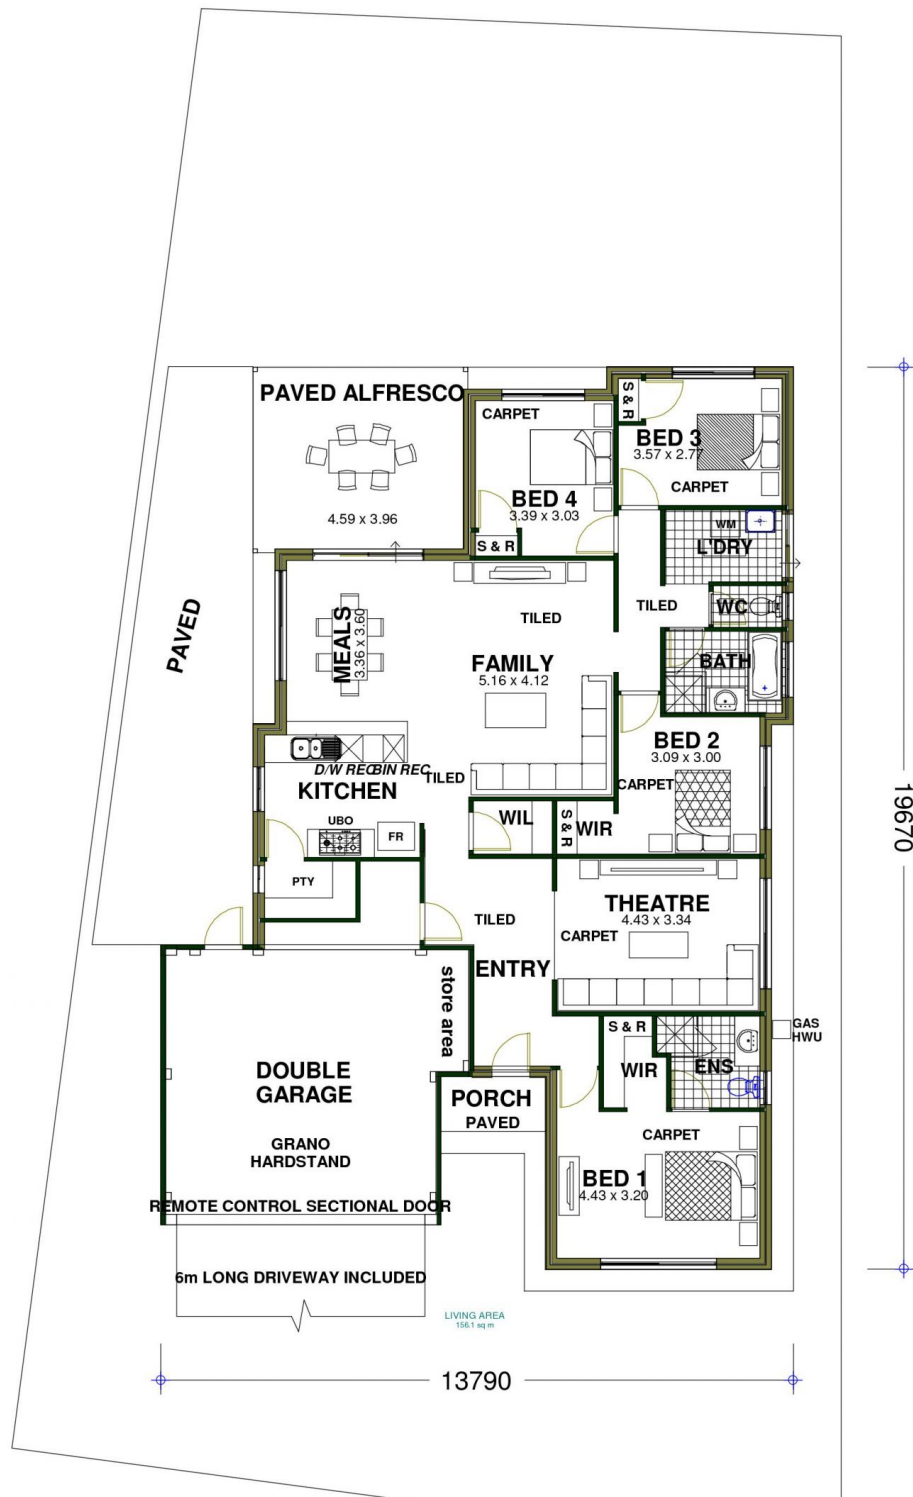 PAVED ALFRESCO
4.59 x 3.96
CARPET
BED 4
3.39 x 3.03
S & R
S & R
BED 3
3.57 x 2.77
CARPET
WM
L'DRY
WC
TILED
BATH
PAVED
MEALS
3.36 x 3.60
TILED
FAMILY
5.16 x 4.12
BED 2
3.09 x 3.00
CARPET
D/W REC
BIN REC
TILED
KITCHEN
UBO
FR
WIL
S & R
WIR
PTY
THEATRE
4.43 x 3.34
CARPET
TILED
ENTRY
store area
S & R
WIR
ENS
GAS
HWU
DOUBLE
GARAGE
GRANO
HARDSTAND
PORCH
PAVED
CARPET
BED 1
4.43 x 3.20
REMOTE CONTROL SECTIONAL DOOR
6m LONG DRIVEWAY INCLUDED
LIVING AREA
156.1 sq m
13790
19670